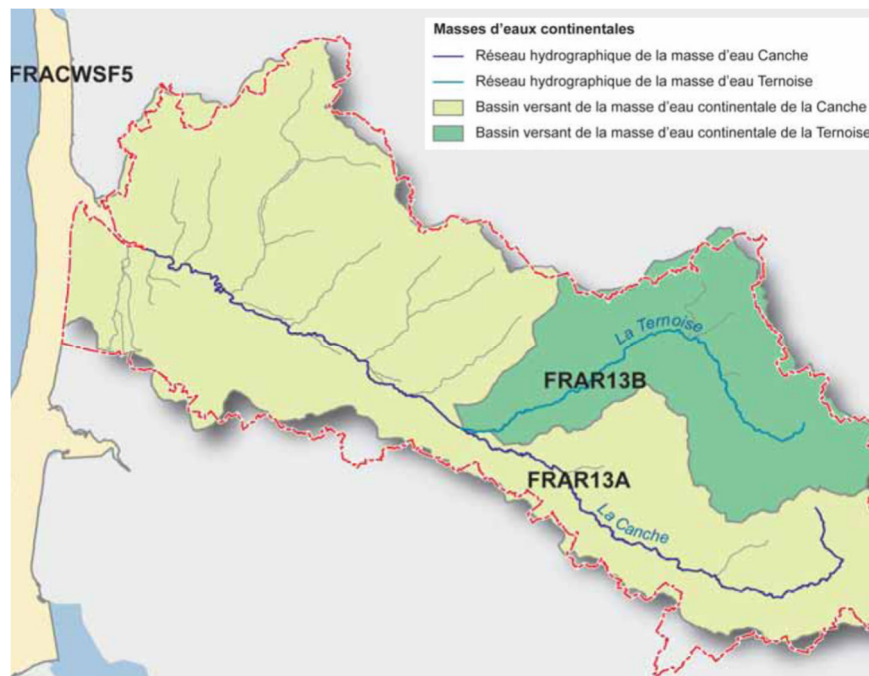 Masses d'eaux continentales
Réseau hydrographique de la masse d'eau Canche
Réseau hydrographique de la masse d'eau Ternoise
Bassin versant de la masse d'eau continentale de la Canche
Bassin versant de la masse d'eau continentale de la Ternoise
FRACWSF5
La Ternoise
FRAR13B
FRAR13A
La Canche